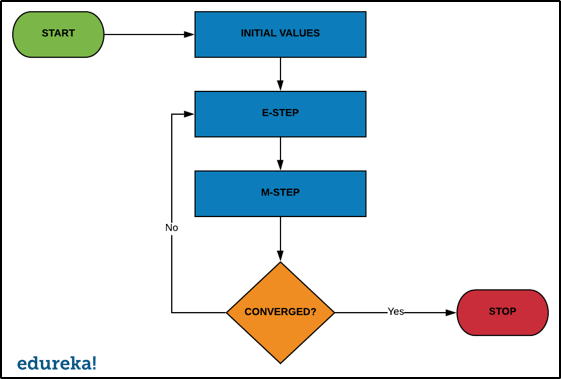 START
INITIAL VALUES
E-STEP
M-STEP
No
CONVERGED?
Yes
STOP
edureka!